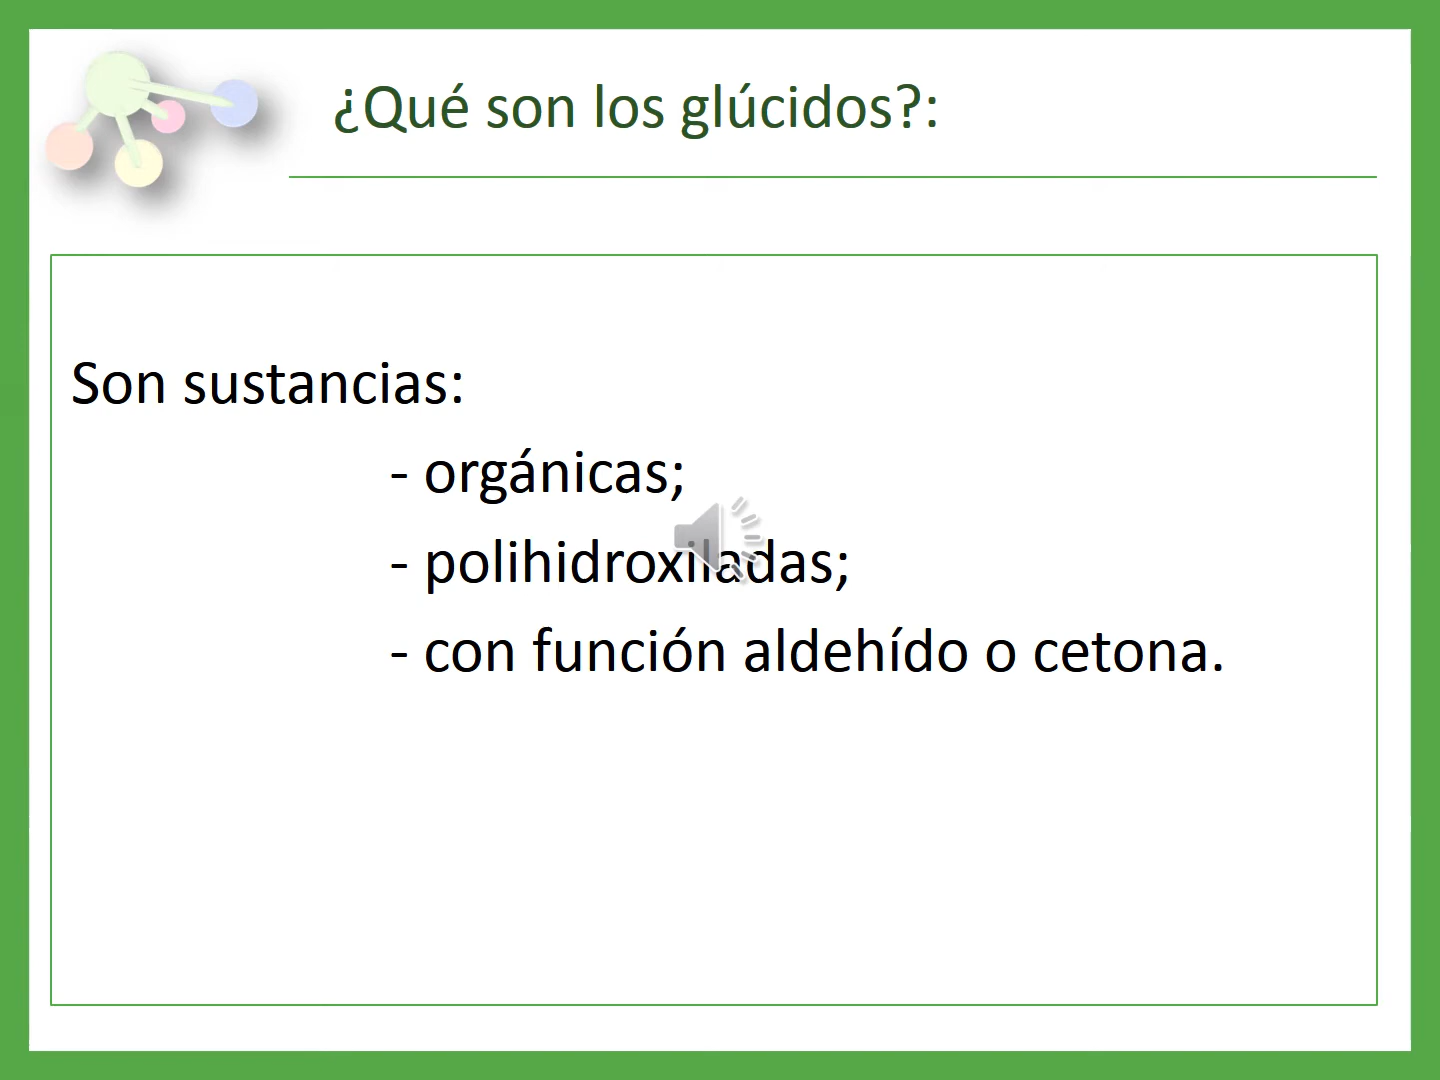 ¿Qué son los glúcidos?:
Son sustancias:
- orgánicas;
- polihidroxiladas;
- con función aldehído o cetona.